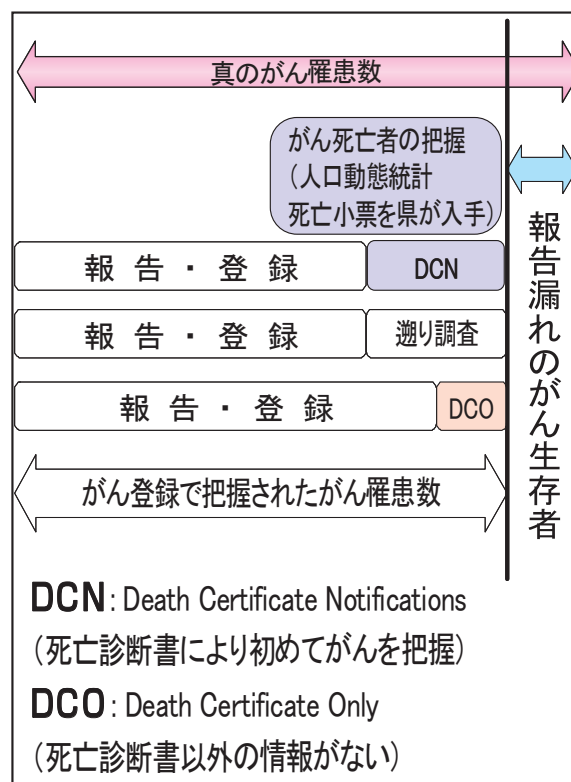 真のがん罹患数
がん死亡者の把握
（人口動態統計
死亡小票を県が入手）
報告漏れのがん生存者
報告・登録 DCN
報告・登録 遡り調査
報告・登録 DCO
がん登録で把握されたがん罹患数
DCN: Death Certificate Notifications
（死亡診断書により初めてがんを把握）
DCO: Death Certificate Only
（死亡診断書以外の情報がない）